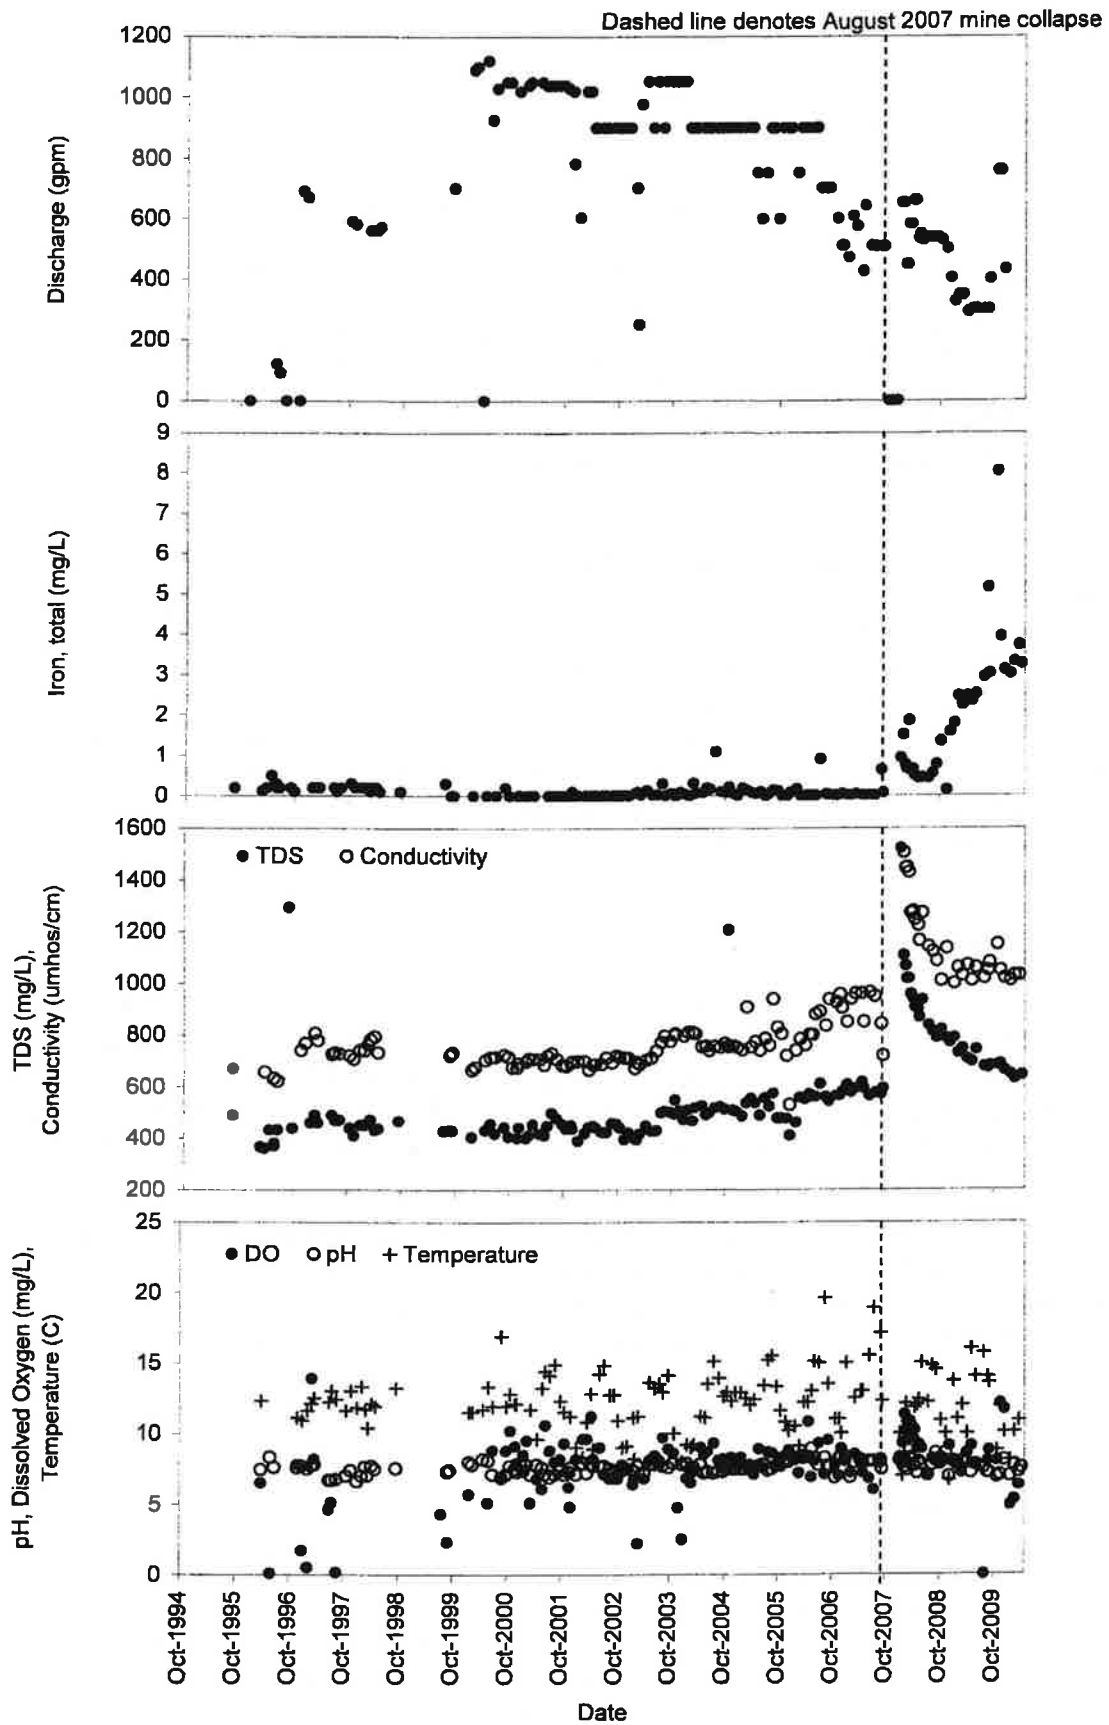 Dashed line denotes August 2007 mine collapse
1200
1000
800
600
400
200
0
Discharge (gpm)
9
8
7
6
5
4
3
2
1
0
Iron, total (mg/L)
1600
1400
1200
1000
800
600
400
200
TDS (mg/L),
Conductivity (umhos/cm)
TDS Conductivity
25
20
15
10
5
0
pH, Dissolved Oxygen (mg/L),
Temperature (C)
DO pH Temperature
Oct-1994
Oct-1995
Oct-1996
Oct-1997
Oct-1998
Oct-1999
Oct-2000
Oct-2001
Oct-2002
Oct-2003
Oct-2004
Oct-2005
Oct-2006
Oct-2007
Oct-2008
Oct-2009
Date